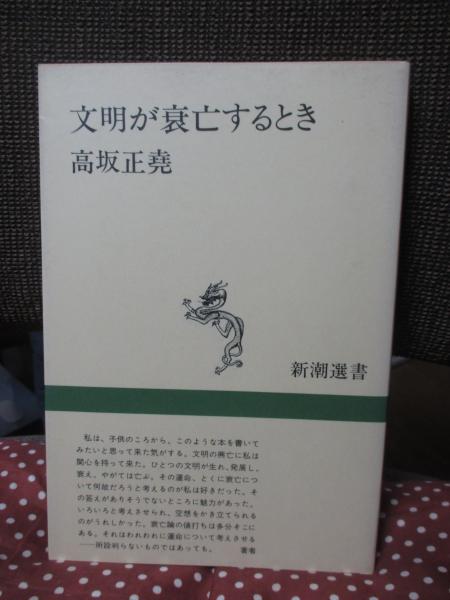 文明が衰亡するとき
高坂正堯
新潮選書
私は、子供のころから、このような本を書いて
みたいと思って来た気がする。文明の興亡に私は
関心を持って来た。ひとつの文明が生れ、発展し、
衰え、やがては亡ぶ。その運命、とくに衰亡につ
いて何故だろうと考えるのが私は好きだった。そ
の答えがありそうでないところに魅力があった。
いろいろと考えさせられ、空想をかき立てられる
のがうれしかった。衰亡論の値打ちは多分そこに
ある。それはわれわれに運命について考えさせる
――所詮判らないものではあっても。 著者